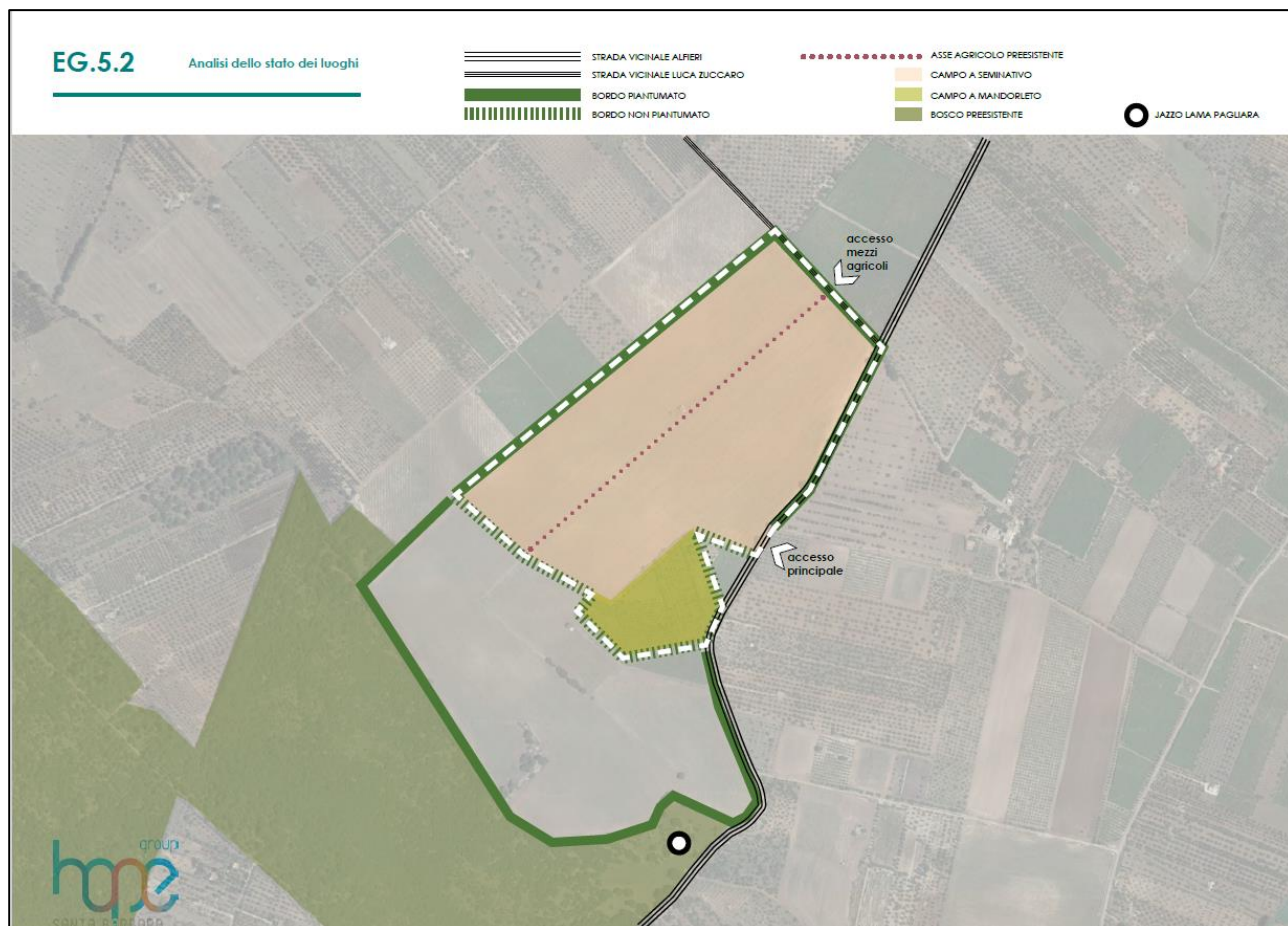 EG.5.2
Analisi dello stato dei luoghi
STRADA VICINALE ALFIERI
STRADA VICINALE LUCA ZUCCARO
BORDO PIANTUMATO
BORDO NON PIANTUMATO
ASSE AGRICOLO PREESISTENTE
CAMPO A SEMINATIVO
CAMPO A MANDORLETO
BOSCO PREESISTENTE
JAZZO LAMA PAGLIARA
accesso
mezzi
agricoli
accesso
principale
group
hope